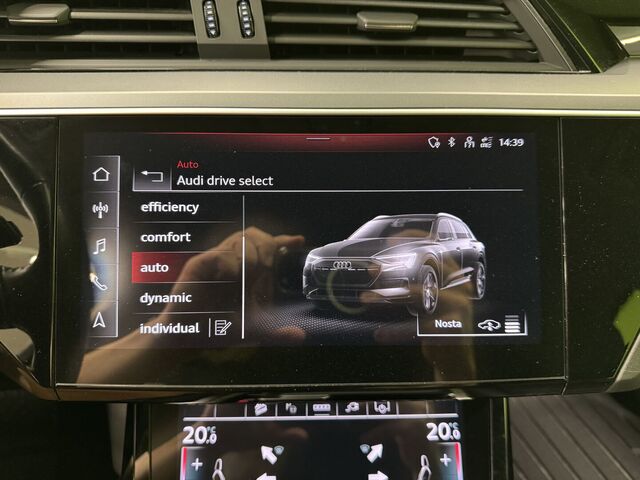 14:39
Auto
Audi drive select
efficiency
comfort
auto
dynamic
individual
Nosta
20.0°C
20.0°C